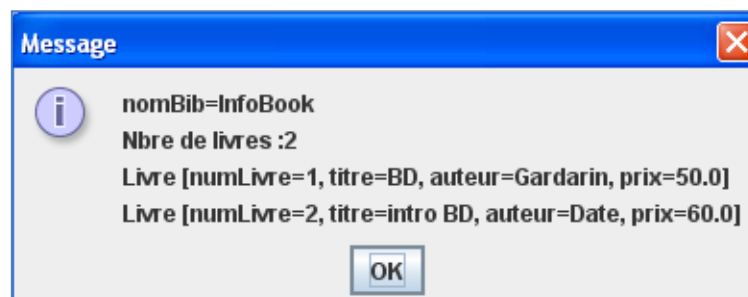 Message
nomBib=InfoBook
Nbre de livres :2
Livre [numLivre=1, titre=BD, auteur=Gardarin, prix=50.0]
Livre [numLivre=2, titre=intro BD, auteur=Date, prix=60.0]
OK